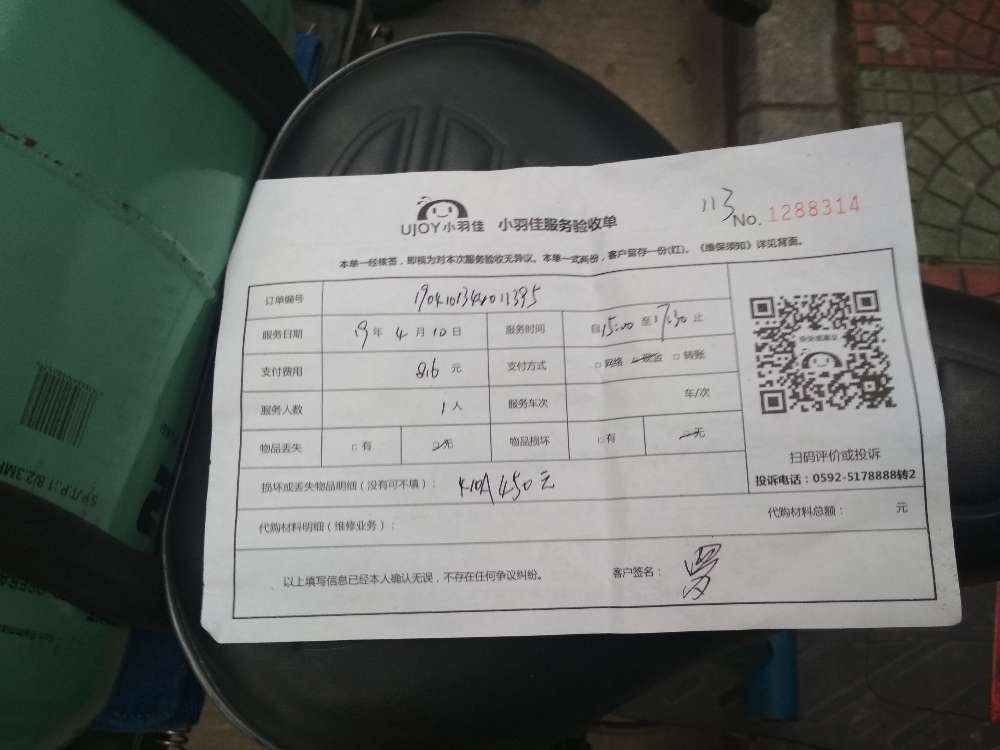 UJOY小羽佳 小羽佳服务验收单 113 No. 1288314
本单一经续签，即视为对本次服务验收无异议。本单一式两份，客户留存一份(红)。《维保须知》详见背面。
订单编号
服务日期 19 年 4 月 10 日 服务时间 自 15:00 至 17:30 止
支付费用 816 元 支付方式 □ 网络 □ 现金 □ 转账
服务人数 1 人 服务车次 车/次
物品丢失 □ 有 □ 无 物品损坏 □ 有 □ 无
扫码评价或投诉
投诉电话：0592-5178888转2
损坏或丢失物品明细（没有可不填）： 450元
代购材料明细（维修业务）： 代购材料总额： 元
以上填写信息已经本人确认无误，不存在任何争议纠纷。 客户签名： 罗